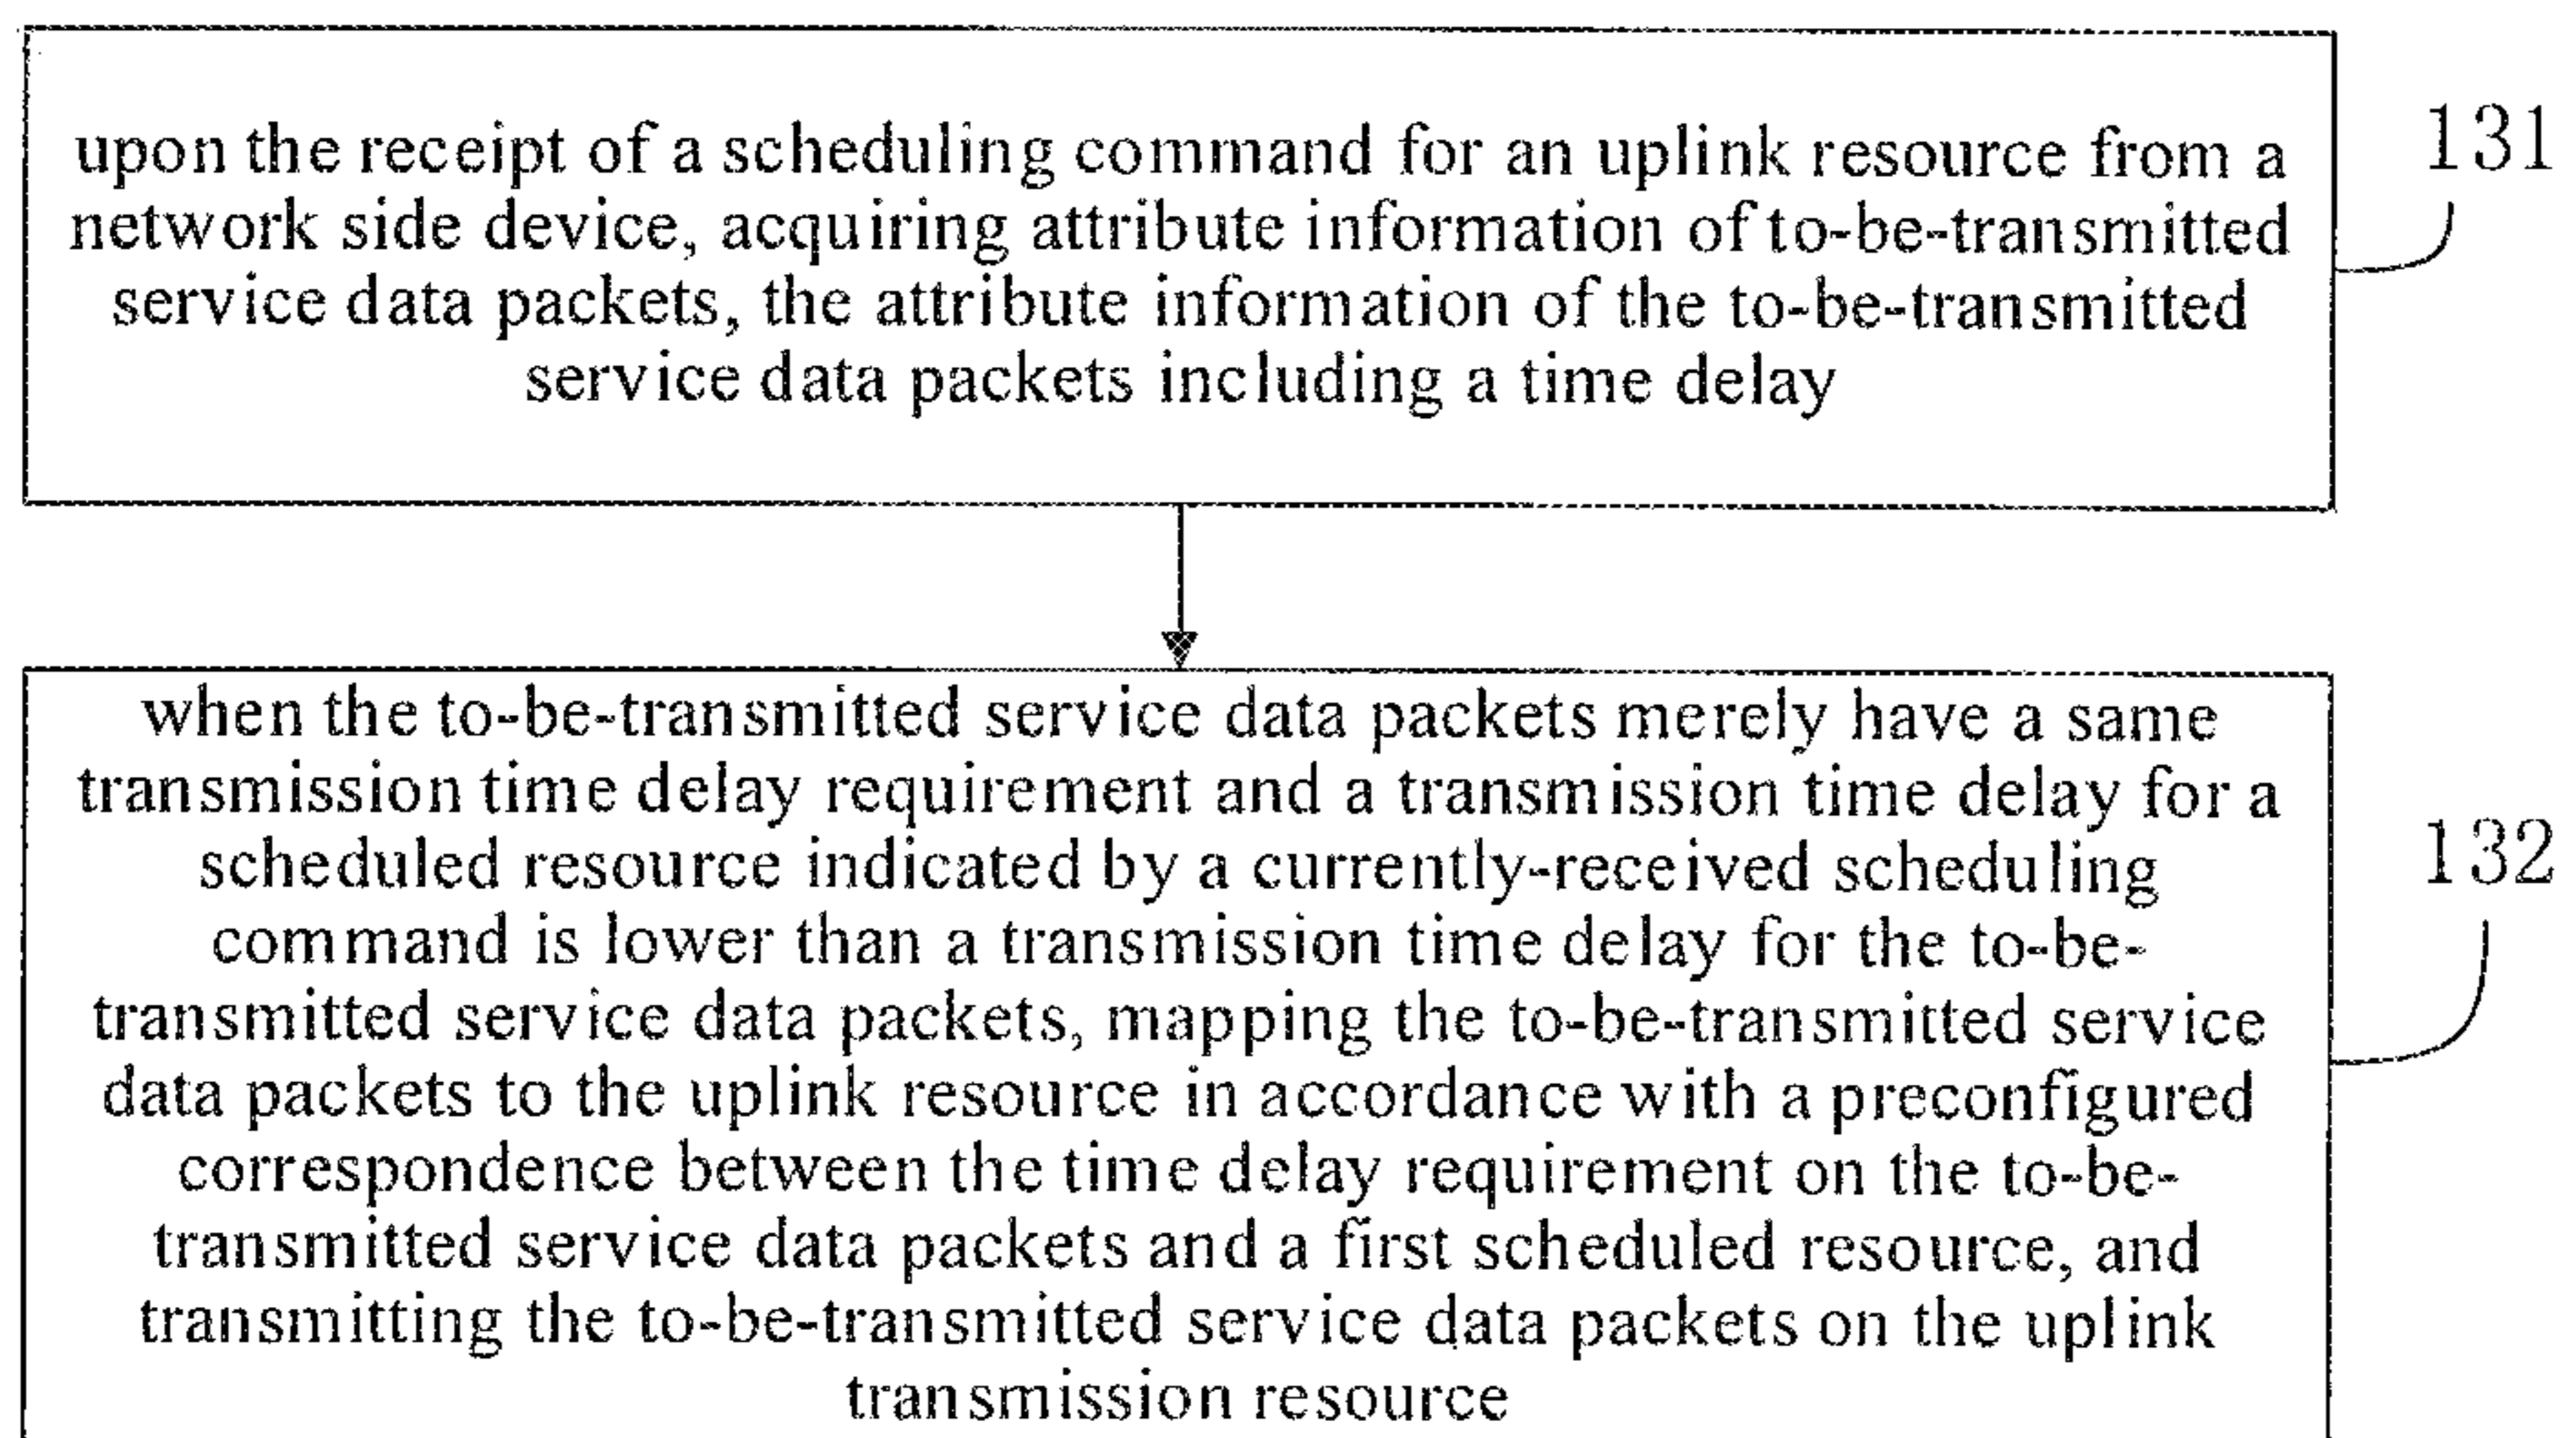 upon the receipt of a scheduling command for an uplink resource from a
network side device, acquiring attribute information of to-be-transmitted
service data packets, the attribute information of the to-be-transmitted
service data packets including a time delay
131
when the to-be-transmitted service data packets merely have a same
transmission time delay requirement and a transmission time delay for a
scheduled resource indicated by a currently-received scheduling
command is lower than a transmission time delay for the to-be-
transmitted service data packets, mapping the to-be-transmitted service
data packets to the uplink resource in accordance with a preconfigured
correspondence between the time delay requirement on the to-be-
transmitted service data packets and a first scheduled resource, and
transmitting the to-be-transmitted service data packets on the uplink
transmission resource
132